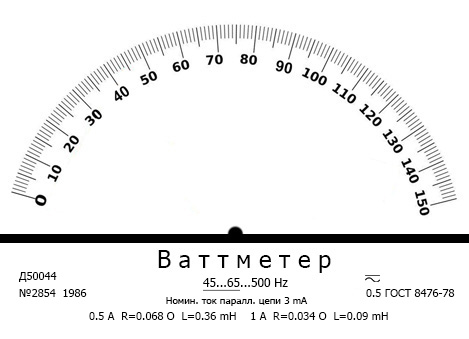 0 10 20 30 40 50 60 70 80 90 100 110 120 130 140 150
Ваттметер
Д50044
45...65...500 Hz
№2854 1986
0.5 ГОСТ 8476-78
Номин. ток паралл. цепи 3 mA
0.5 A R=0.068 O L=0.36 mH 1 A R=0.034 O L=0.09 mH